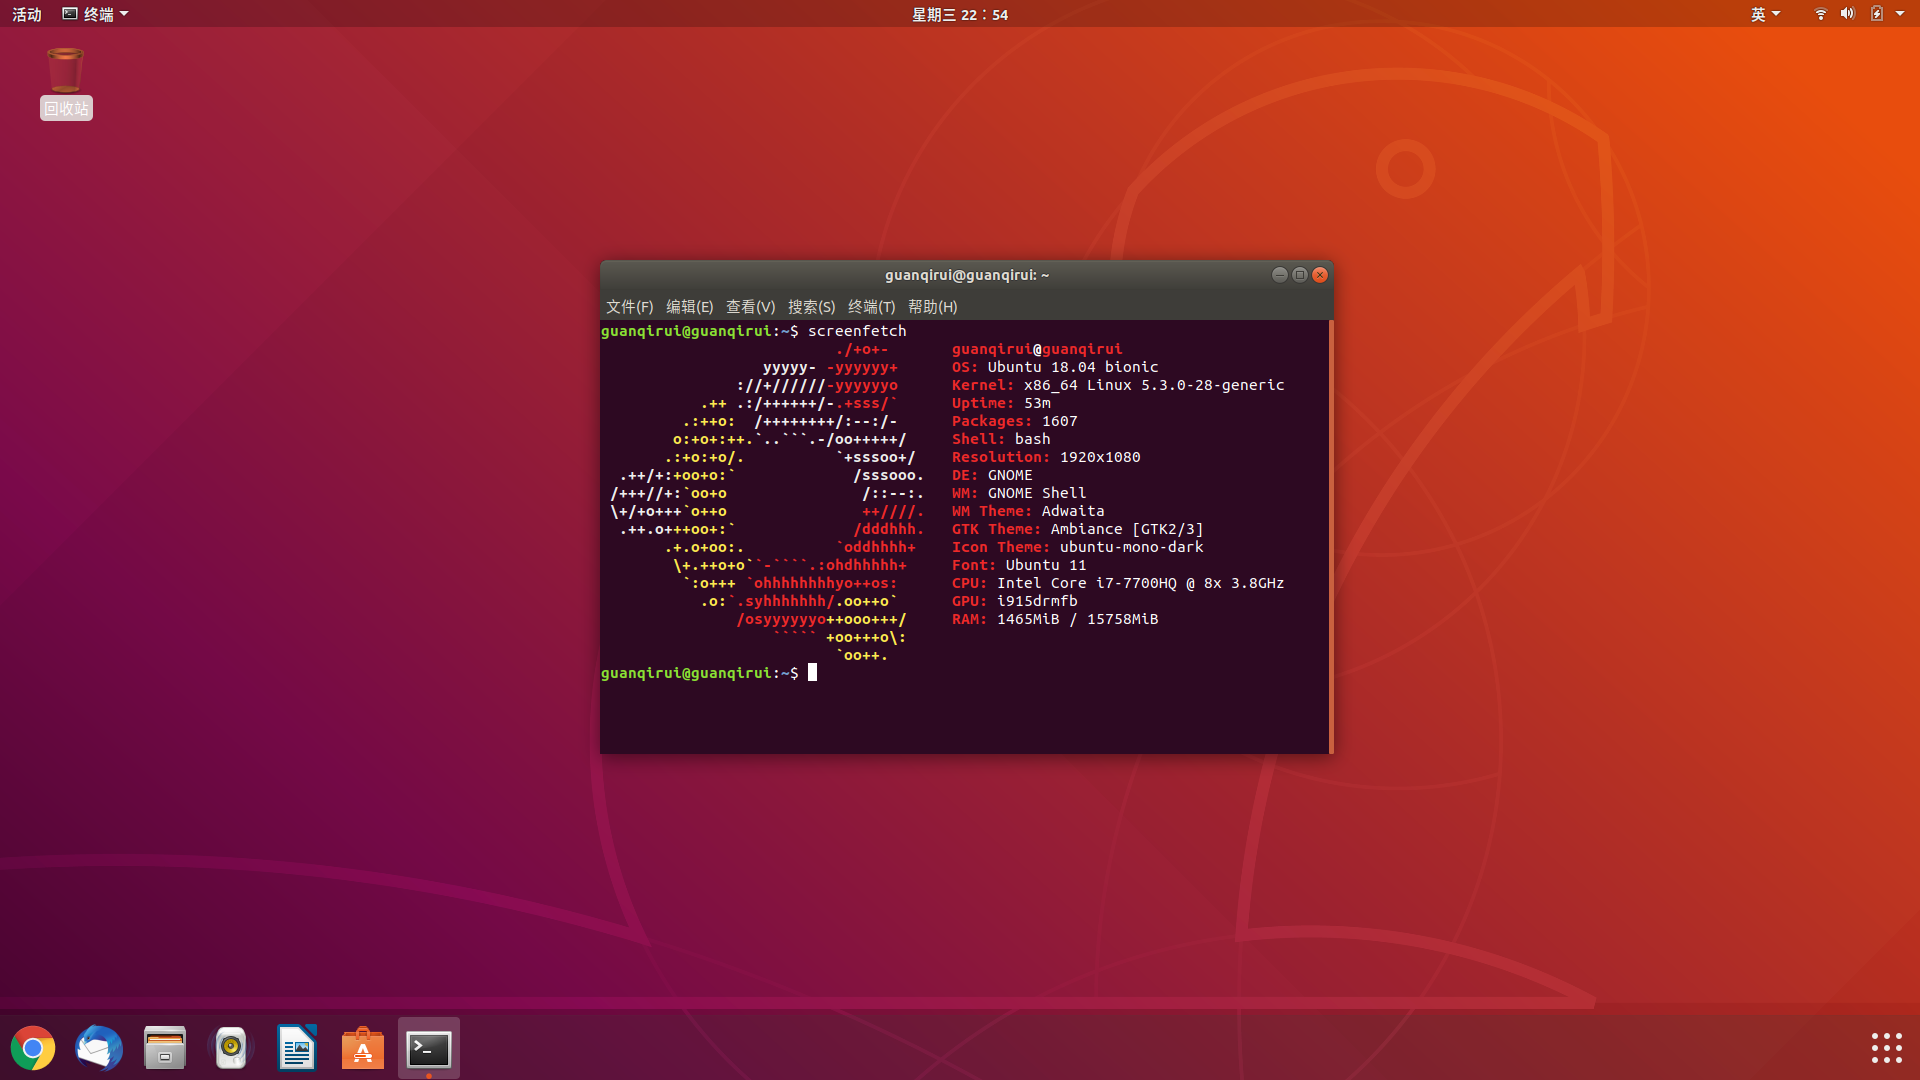 活动 终端 星期三 22：54 英
回收站
guanqirui@guanqirui: ~
文件(F) 编辑(E) 查看(V) 搜索(S) 终端(T) 帮助(H)
guanqirui@guanqirui:~$ screenfetch
./+o+- guanqirui@guanqirui
yyyyy- -yyyyyy+ OS: Ubuntu 18.04 bionic
://+//////-yyyyyyo Kernel: x86_64 Linux 5.3.0-28-generic
.++ .:/++++++/-.+sss/` Uptime: 53m
.:++o: /++++++++/:--:/- Packages: 1607
o:+o+:++.`..```.-/oo+++++/ Shell: bash
.:+o:+o/. `+sssoo+/ Resolution: 1920x1080
.++/+:+oo+o:` /sssooo. DE: GNOME
/+++//+:`oo+o /::--:. WM: GNOME Shell
\+/+o+++`o++o ++////. WM Theme: Adwaita
.++.o+++oo+:` /dddhhh. GTK Theme: Ambiance [GTK2/3]
.+.o+oo:. `oddhhhh+ Icon Theme: ubuntu-mono-dark
\+.++o+o``-````.:ohdhhhhh+ Font: Ubuntu 11
`:o+++ `ohhhhhhhhyo++os: CPU: Intel Core i7-7700HQ @ 8x 3.8GHz
.o:`.syhhhhhhh/.oo++o` GPU: i915drmfb
/osyyyyyyo++ooo+++/ RAM: 1465MiB / 15758MiB
````` +oo+++o\:
`oo++.
guanqirui@guanqirui:~$